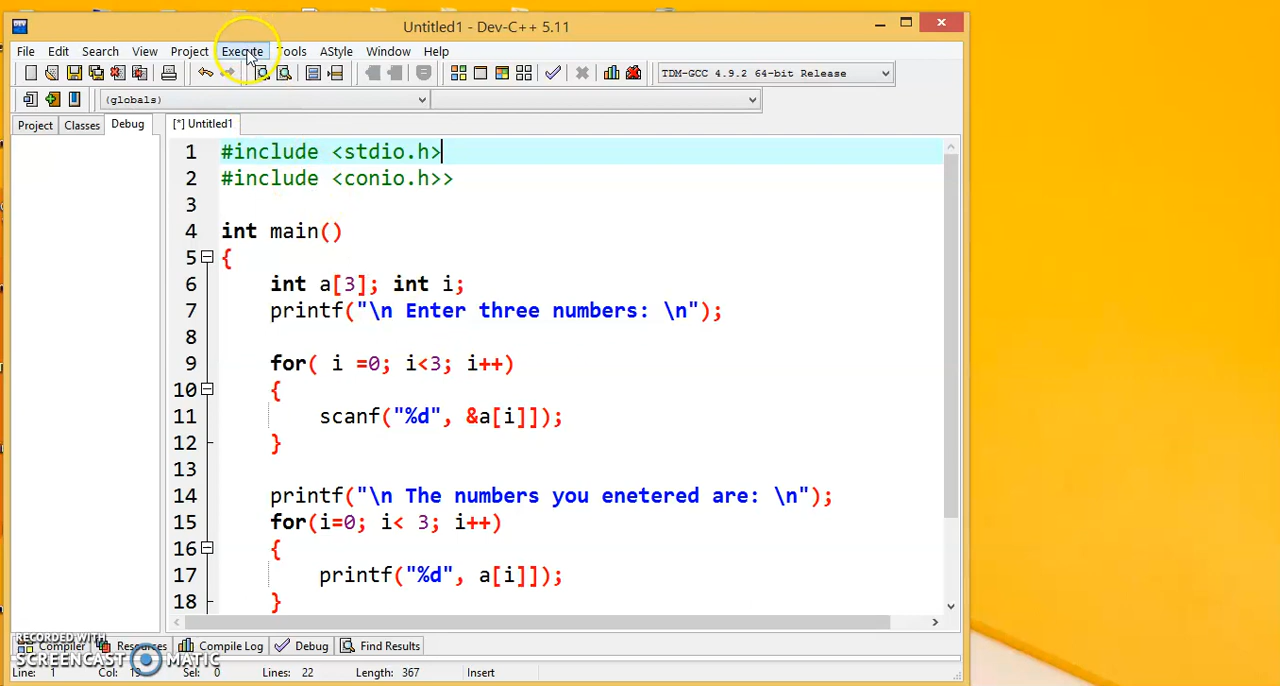 Untitled1 - Dev-C++ 5.11
File Edit Search View Project Execute Tools AStyle Window Help
TDM-GCC 4.9.2 64-bit Release
(globals)
Project Classes Debug [*] Untitled1
1 #include <stdio.h>
2 #include <conio.h>>
3
4 int main()
5 {
6 int a[3]; int i;
7 printf("\n Enter three numbers: \n");
8
9 for( i =0; i<3; i++)
10 {
11 scanf("%d", &a[i]]);
12 }
13
14 printf("\n The numbers you enetered are: \n");
15 for(i=0; i< 3; i++)
16 {
17 printf("%d", a[i]]);
18 }
Compiler Resources Compile Log Debug Find Results
RECORDED WITH
SCREENCAST MATIC
Line: 1 Col: 19 Sel: 0 Lines: 22 Length: 367 Insert